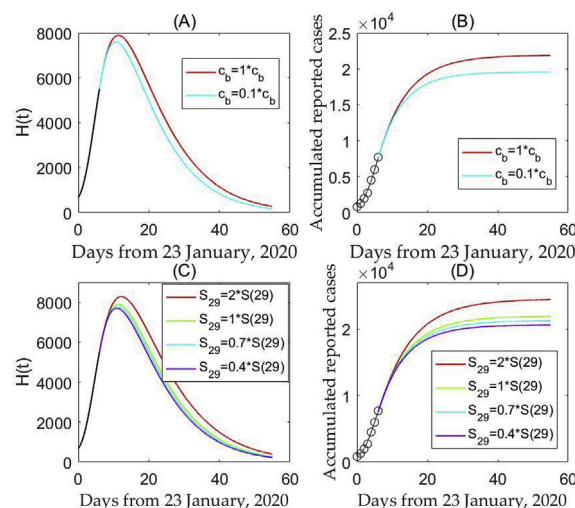 (A)
H(t)
8000
6000
4000
2000
0
c_b=1*c_b
c_b=0.1*c_b
0 20 40 60
Days from 23 January, 2020
(B)
×10^4
Accumulated reported cases
2.5
2
1.5
1
0.5
0
c_b=1*c_b
c_b=0.1*c_b
0 20 40 60
Days from 23 January, 2020
(C)
H(t)
8000
6000
4000
2000
0
S_29=2*S(29)
S_29=1*S(29)
S_29=0.7*S(29)
S_29=0.4*S(29)
0 20 40 60
Days from 23 January, 2020
(D)
×10^4
Accumulated reported cases
2
1
0
S_29=2*S(29)
S_29=1*S(29)
S_29=0.7*S(29)
S_29=0.4*S(29)
0 20 40 60
Days from 23 January, 2020